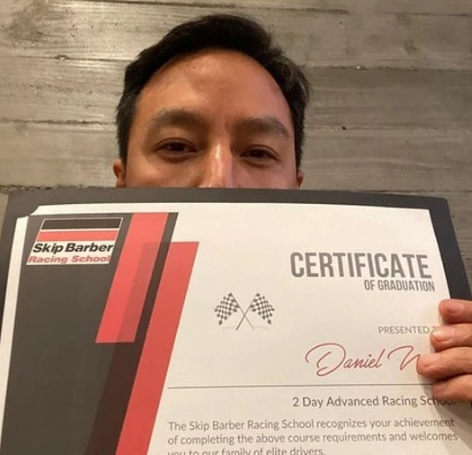 Skip Barber
Racing School
CERTIFICATE
OF GRADUATION
PRESENTED
Daniel
2 Day Advanced Racing School
The Skip Barber Racing School recognizes your achievement
of completing the above course requirements and welcomes
you to our family of elite drivers.